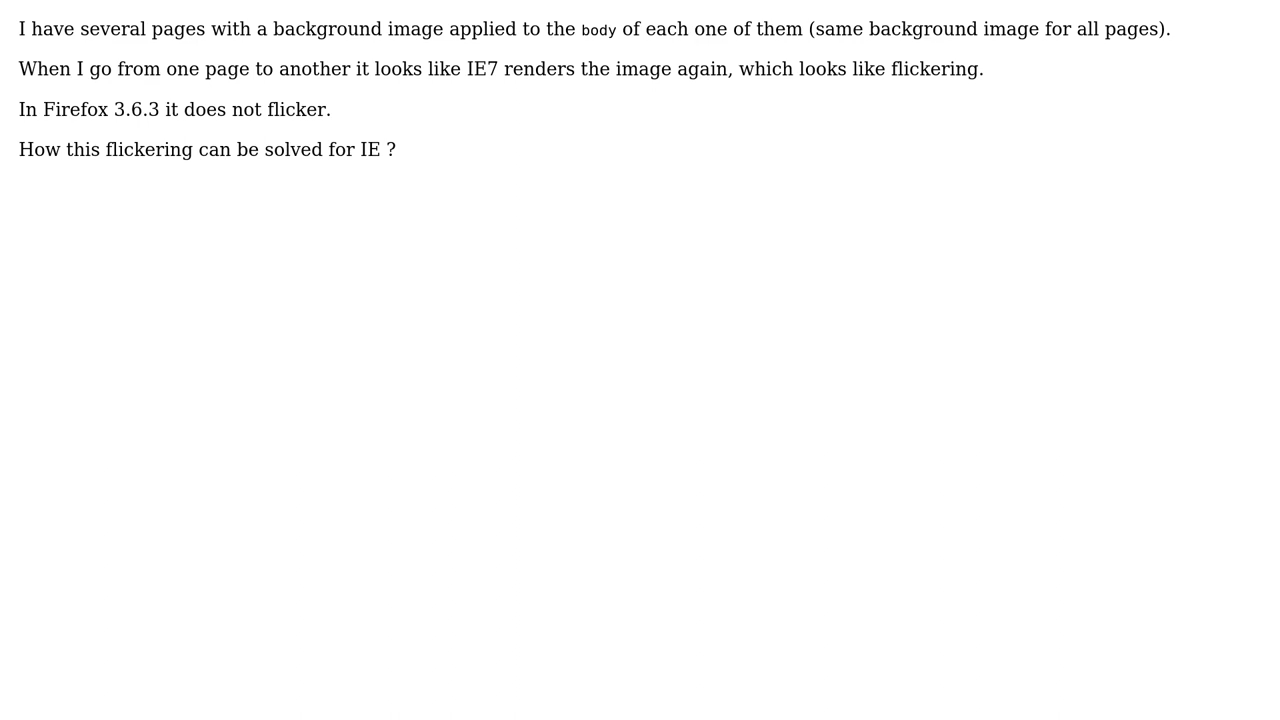 I have several pages with a background image applied to the body of each one of them (same background image for all pages).
When I go from one page to another it looks like IE7 renders the image again, which looks like flickering.
In Firefox 3.6.3 it does not flicker.
How this flickering can be solved for IE ?